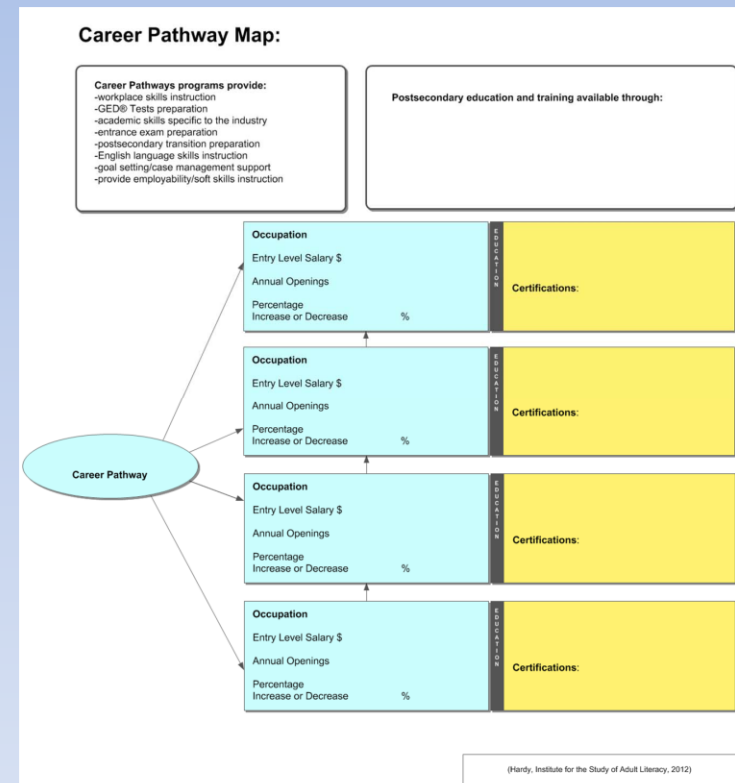 Career Pathway Map:
Career Pathways programs provide:
-workplace skills instruction
-GED® Tests preparation
-academic skills specific to the industry
-entrance exam preparation
-postsecondary transition preparation
-English language skills instruction
-goal setting/case management support
-provide employability/soft skills instruction
Postsecondary education and training available through:
Occupation
Entry Level Salary $
Annual Openings
Percentage
Increase or Decrease %
EDUCATION
Certifications:
Occupation
Entry Level Salary $
Annual Openings
Percentage
Increase or Decrease %
EDUCATION
Certifications:
Career Pathway
Occupation
Entry Level Salary $
Annual Openings
Percentage
Increase or Decrease %
EDUCATION
Certifications:
Occupation
Entry Level Salary $
Annual Openings
Percentage
Increase or Decrease %
EDUCATION
Certifications:
(Hardy, Institute for the Study of Adult Literacy, 2012)